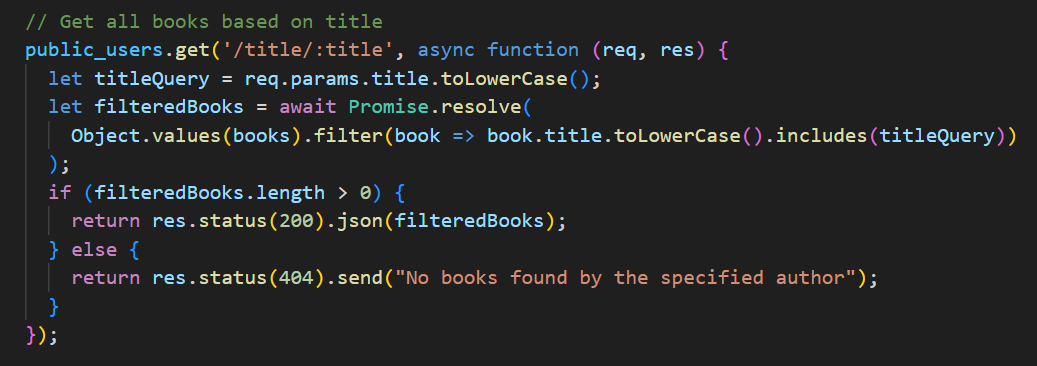 // Get all books based on title
public_users.get('/title/:title', async function (req, res) {
  let titleQuery = req.params.title.toLowerCase();
  let filteredBooks = await Promise.resolve(
    Object.values(books).filter(book => book.title.toLowerCase().includes(titleQuery))
  );
  if (filteredBooks.length > 0) {
    return res.status(200).json(filteredBooks);
  } else {
    return res.status(404).send("No books found by the specified author");
  }
});